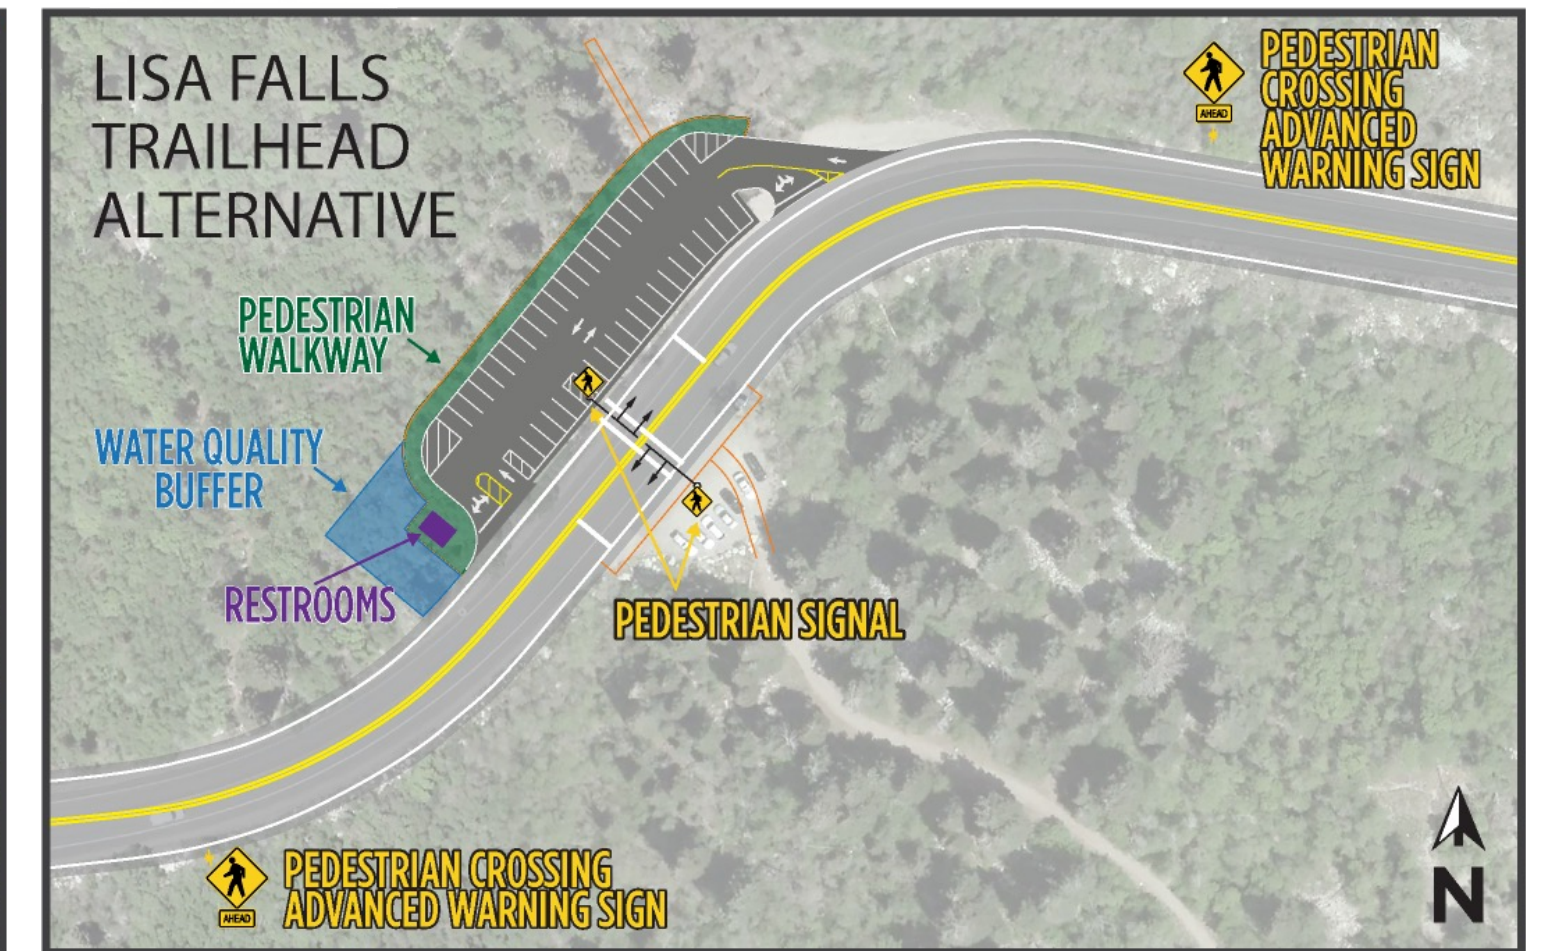 LISA FALLS
TRAILHEAD
ALTERNATIVE
PEDESTRIAN
CROSSING
ADVANCED
WARNING SIGN
AHEAD
PEDESTRIAN
WALKWAY
WATER QUALITY
BUFFER
RESTROOMS
PEDESTRIAN SIGNAL
PEDESTRIAN CROSSING
ADVANCED WARNING SIGN
AHEAD
N